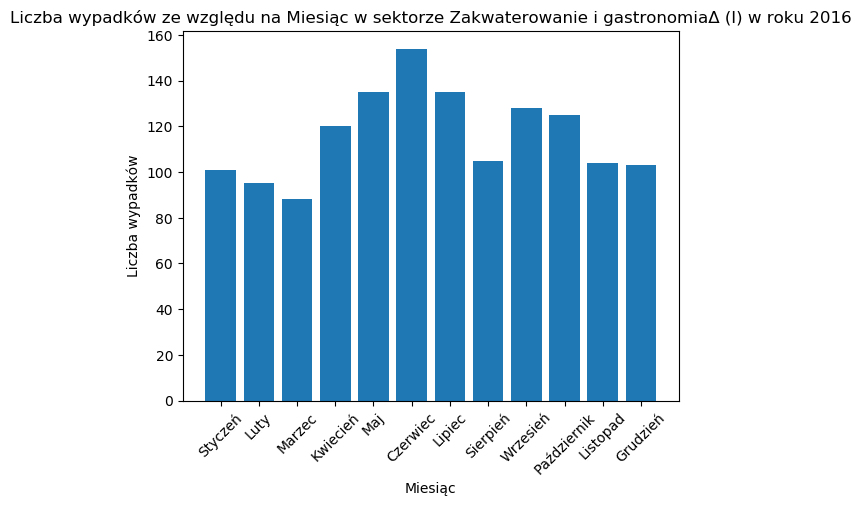 Liczba wypadków ze względu na Miesiąc w sektorze Zakwaterowanie i gastronomiaΔ (I) w roku 2016
160
140
120
100
80
60
40
20
0
Liczba wypadków
Styczeń
Luty
Marzec
Kwiecień
Maj
Czerwiec
Lipiec
Sierpień
Wrzesień
Październik
Listopad
Grudzień
Miesiąc